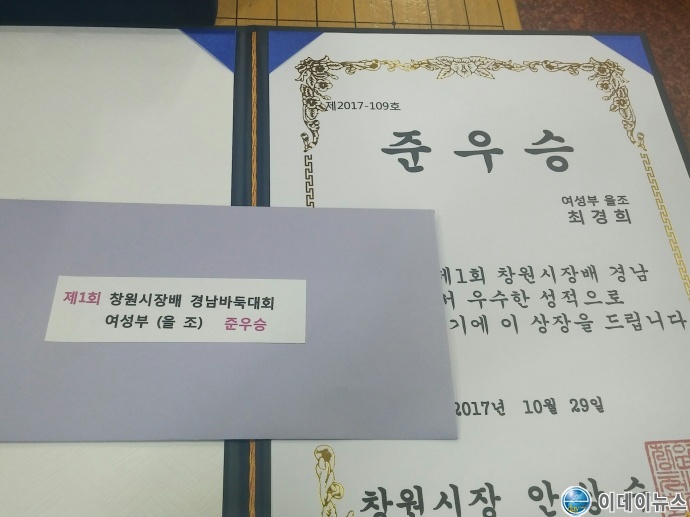 제1회 창원시장배 경남바둑대회
여성부 (을 조) 준우승
제2017-109호
준우승
여성부 을조
최경희
제1회 창원시장배 경남
서 우수한 성적으로
기에 이 상장을 드립니다
2017년 10월 29일
창원시장 안상수
이데이뉴스